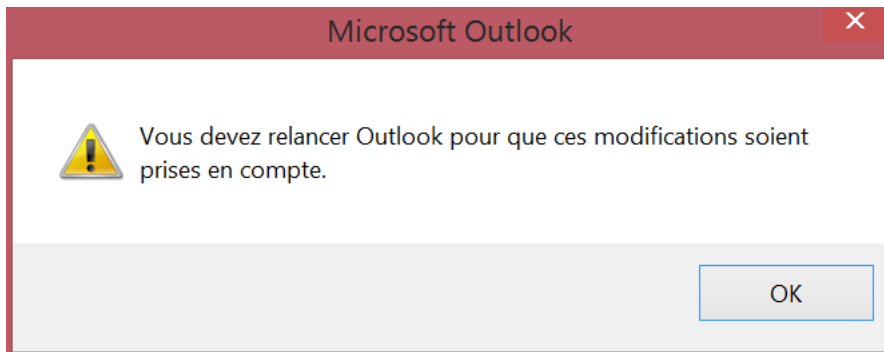 Microsoft Outlook
Vous devez relancer Outlook pour que ces modifications soient
prises en compte.
OK